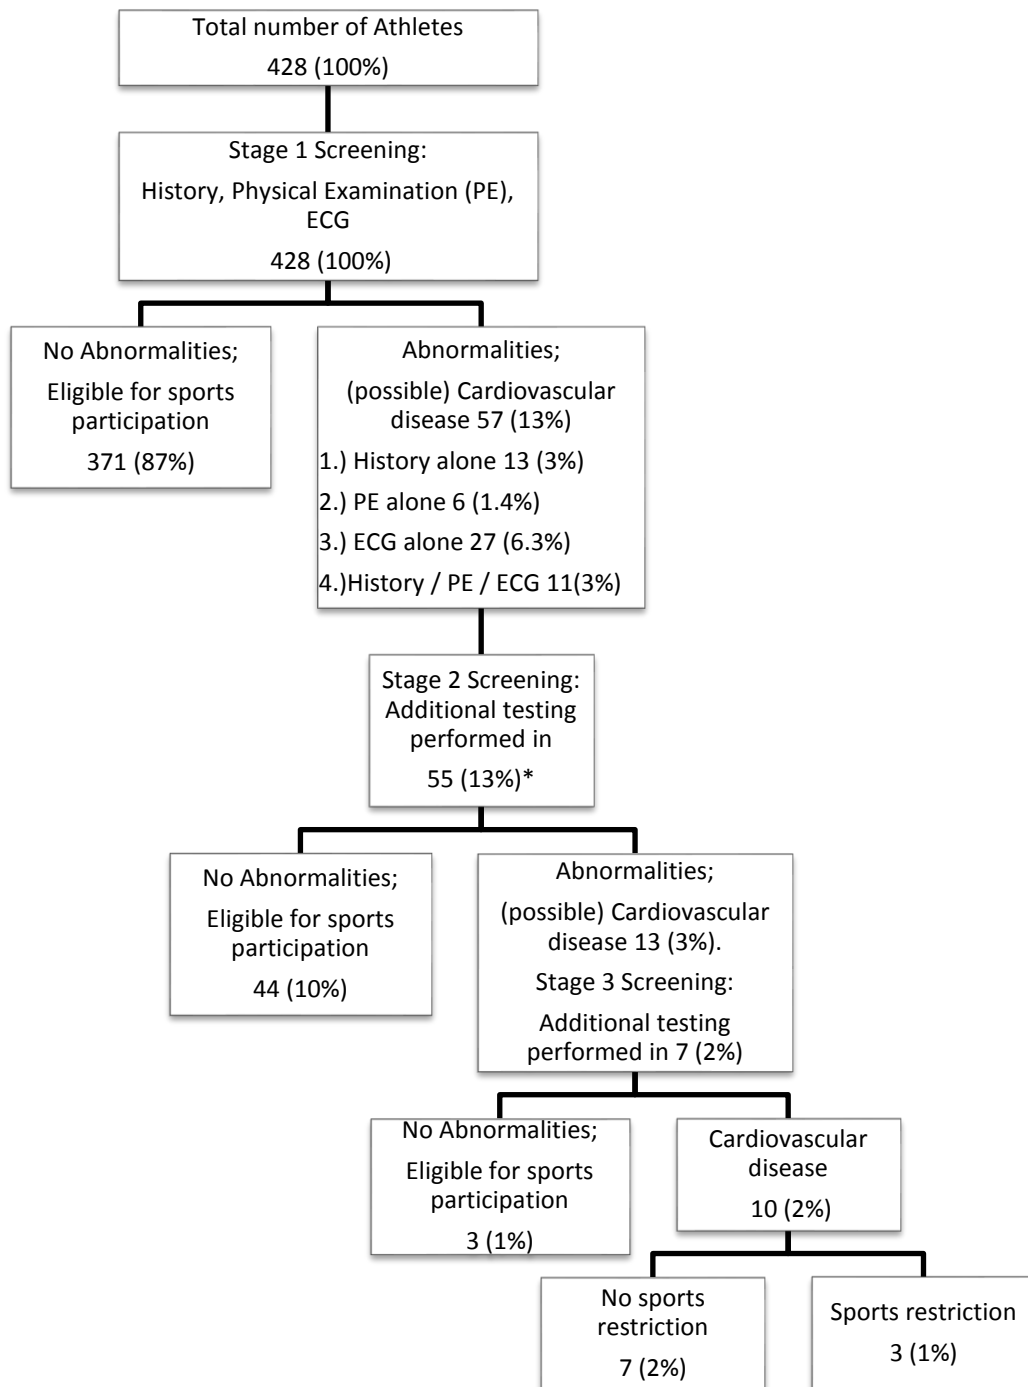 Total number of Athletes
428 (100%)
Stage 1 Screening:
History, Physical Examination (PE),
ECG
428 (100%)
No Abnormalities;
Eligible for sports
participation
371 (87%)
Abnormalities;
(possible) Cardiovascular
disease 57 (13%)
1.) History alone 13 (3%)
2.) PE alone 6 (1.4%)
3.) ECG alone 27 (6.3%)
4.)History / PE / ECG 11(3%)
Stage 2 Screening:
Additional testing
performed in
55 (13%)*
No Abnormalities;
Eligible for sports
participation
44 (10%)
Abnormalities;
(possible) Cardiovascular
disease 13 (3%).
Stage 3 Screening:
Additional testing
performed in 7 (2%)
No Abnormalities;
Eligible for sports
participation
3 (1%)
Cardiovascular
disease
10 (2%)
No sports
restriction
7 (2%)
Sports restriction
3 (1%)